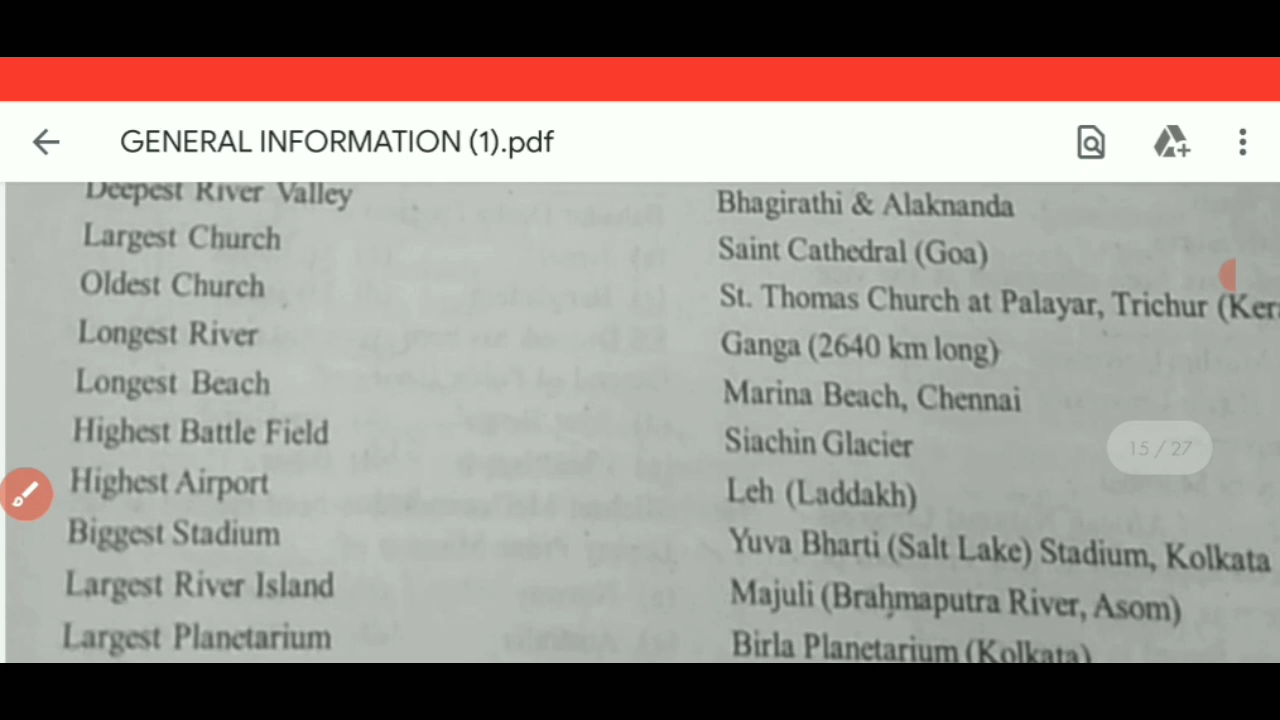 GENERAL INFORMATION (1).pdf
Deepest River Valley Bhagirathi & Alaknanda
Largest Church Saint Cathedral (Goa)
Oldest Church St. Thomas Church at Palayar, Trichur (Ker
Longest River Ganga (2640 km long)
Longest Beach Marina Beach, Chennai
Highest Battle Field Siachin Glacier
15 / 27
Highest Airport Leh (Laddakh)
Biggest Stadium Yuva Bharti (Salt Lake) Stadium, Kolkata
Largest River Island Majuli (Brahmaputra River, Asom)
Largest Planetarium Birla Planetarium (Kolkata)